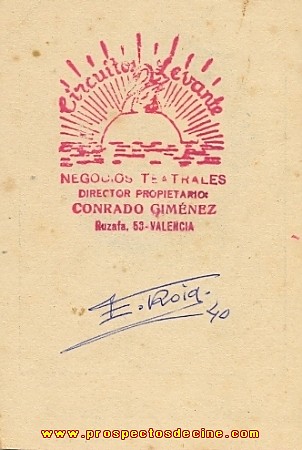 Circuito Levante
NEGOCIOS TEATRALES
DIRECTOR PROPIETARIO:
CONRADO GIMÉNEZ
Ruzafa, 53-VALENCIA
E. Roig.
40
www.prospectosdecine.com